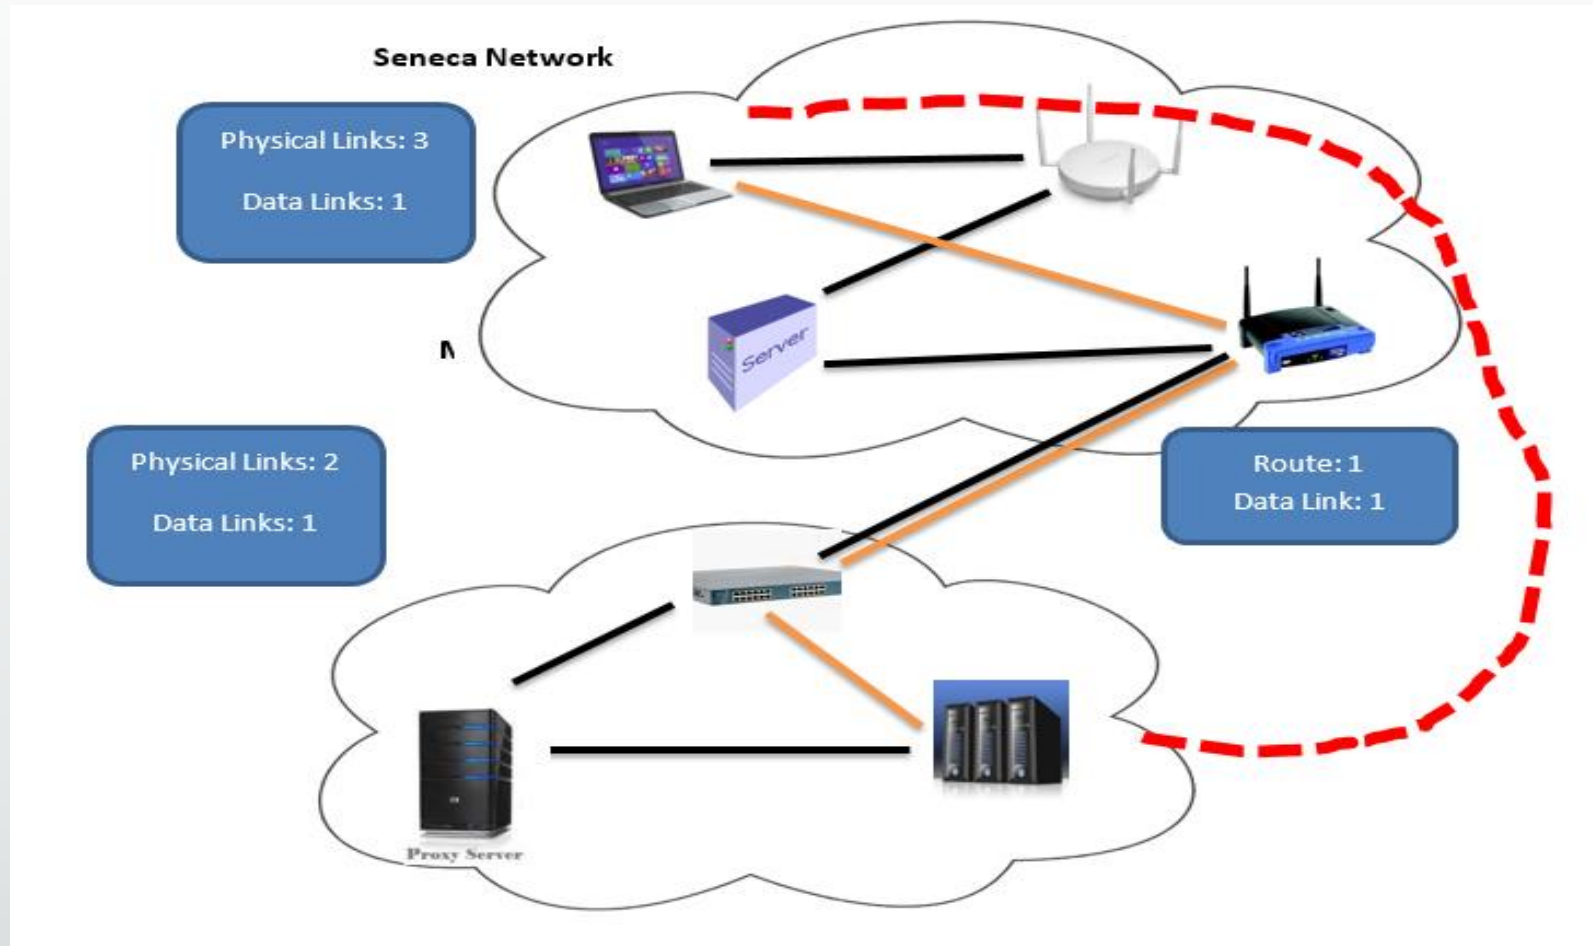 Seneca Network
Physical Links: 3
Data Links: 1
Server
Physical Links: 2
Data Links: 1
Route: 1
Data Link: 1
Proxy Server